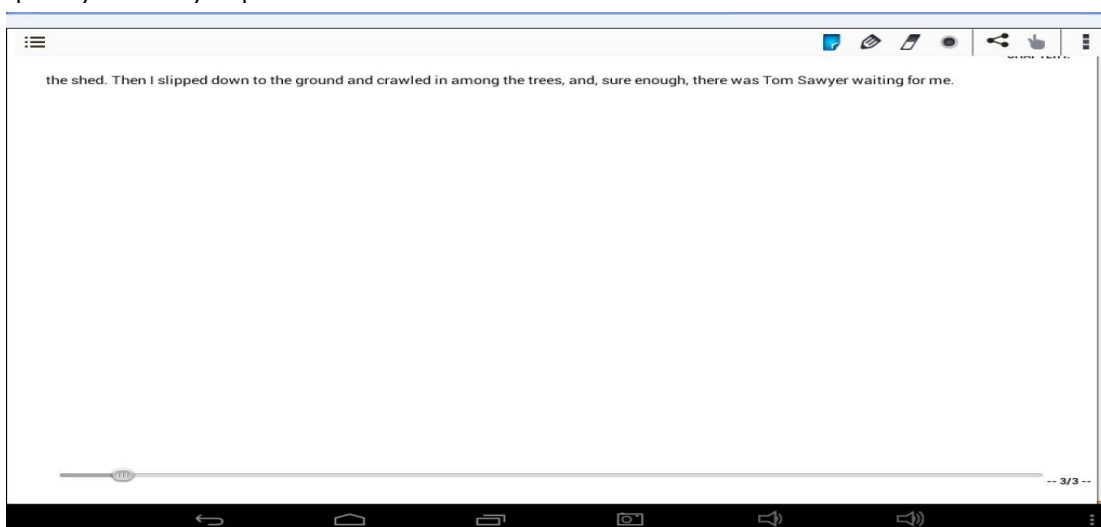 the shed. Then I slipped down to the ground and crawled in among the trees, and, sure enough, there was Tom Sawyer waiting for me.
-- 3/3 --